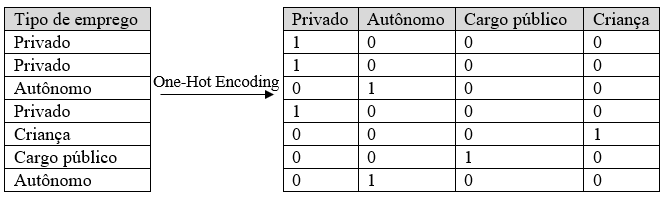 Tipo de emprego Privado Autônomo Cargo público Criança
Privado 1 0 0 0
Privado 1 0 0 0
Autônomo One-Hot Encoding 0 1 0 0
Privado 1 0 0 0
Criança 0 0 0 1
Cargo público 0 0 1 0
Autônomo 0 1 0 0